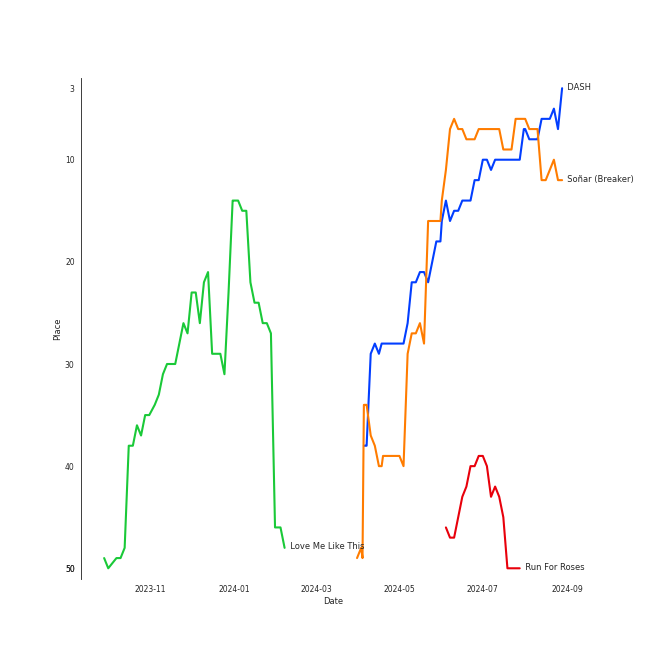 3
DASH
10
Soñar (Breaker)
20
30
40
50
Place
Love Me Like This
Run For Roses
2023-11
2024-01
2024-03
2024-05
2024-07
2024-09
Date